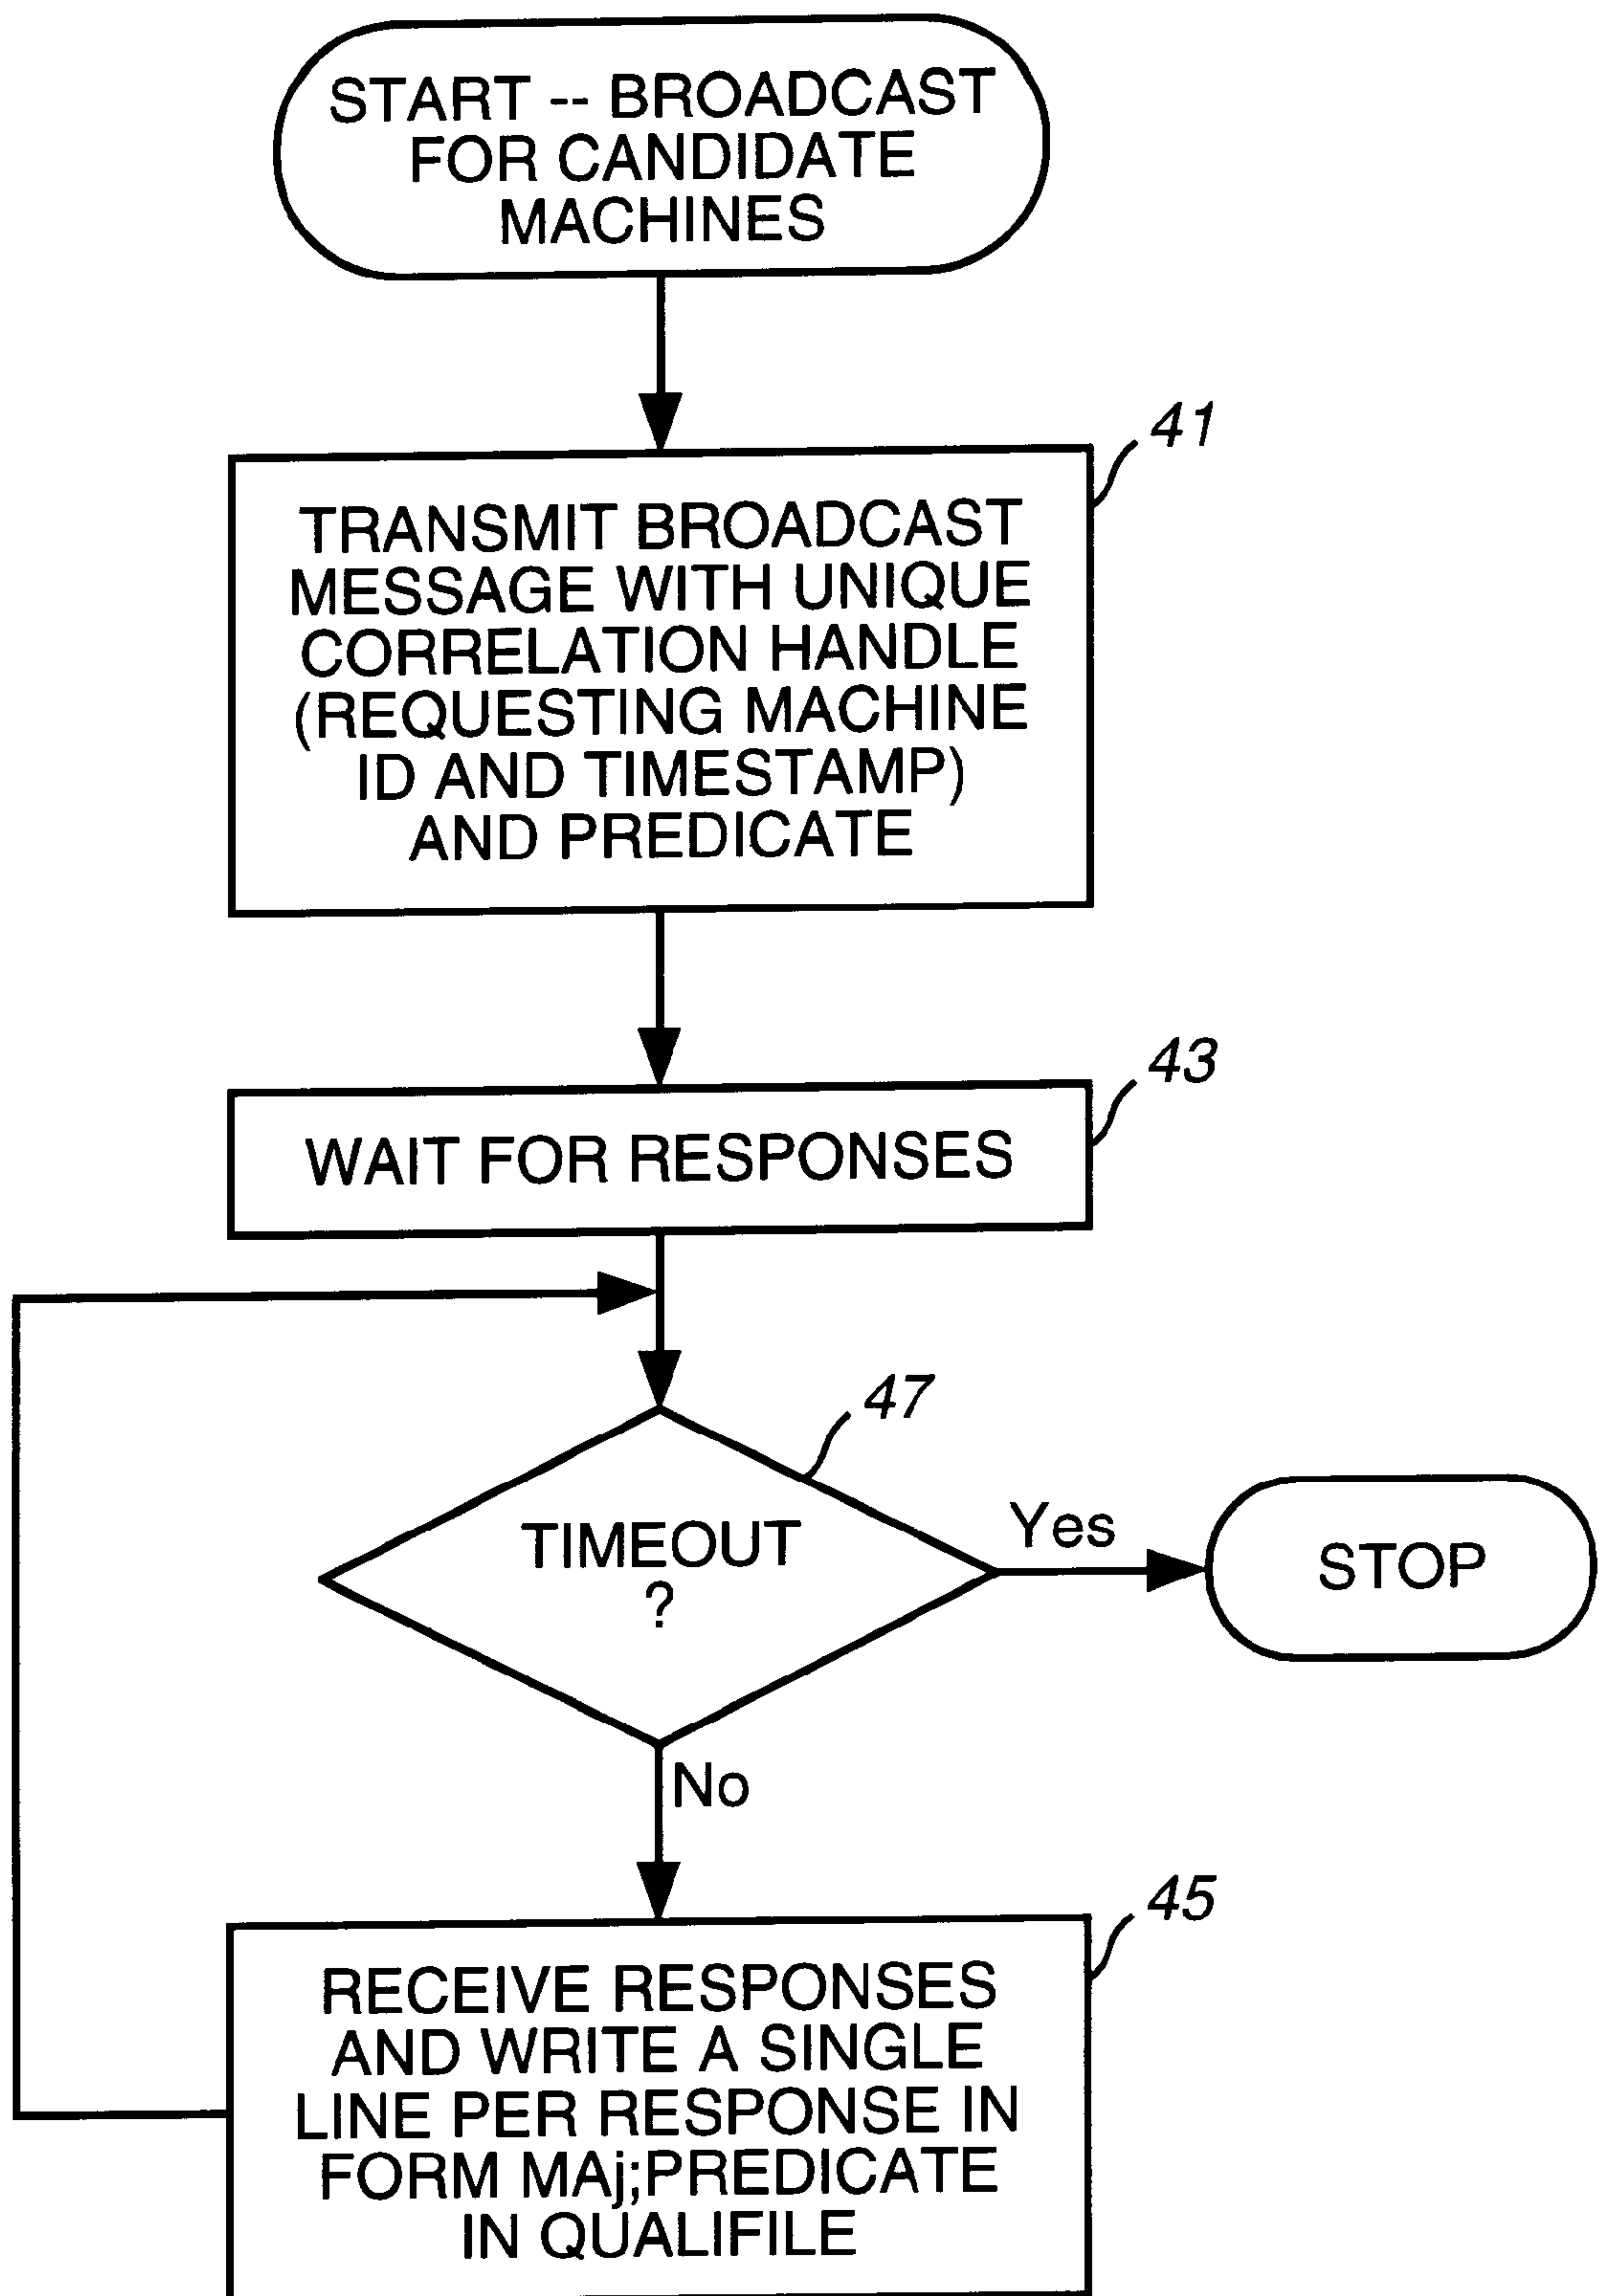 START -- BROADCAST
FOR CANDIDATE
MACHINES
41
TRANSMIT BROADCAST
MESSAGE WITH UNIQUE
CORRELATION HANDLE
(REQUESTING MACHINE
ID AND TIMESTAMP)
AND PREDICATE
43
WAIT FOR RESPONSES
47
TIMEOUT
?
Yes
STOP
No
45
RECEIVE RESPONSES
AND WRITE A SINGLE
LINE PER RESPONSE IN
FORM MAj;PREDICATE
IN QUALIFILE